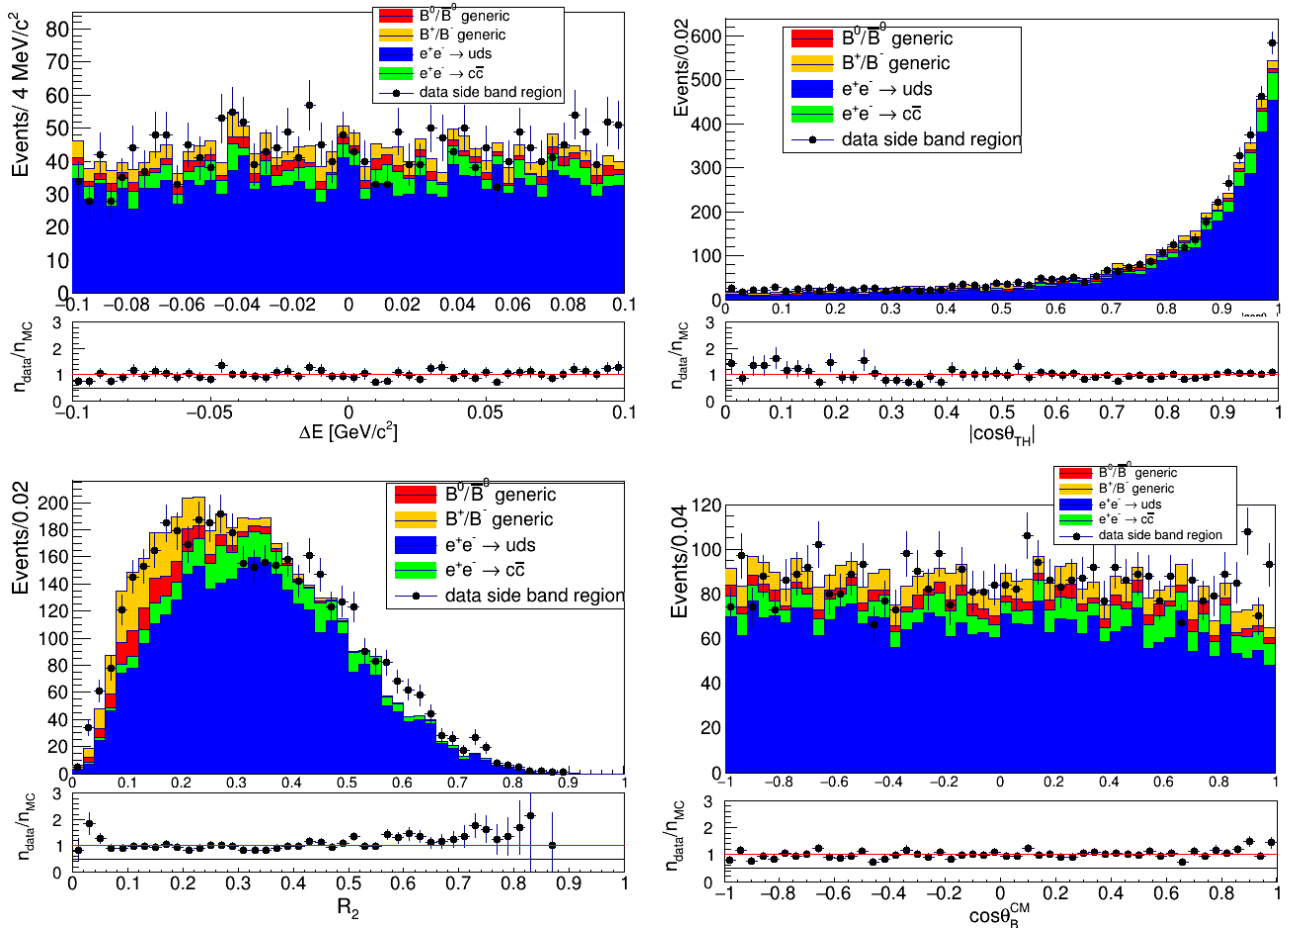 Events/ 4 MeV/c²
80
70
60
50
40
30
20
10
0
B⁰/B̅⁰ generic
B⁺/B⁻ generic
e⁺e⁻ → uds
e⁺e⁻ → cc̅
data side band region
−0.1 −0.08 −0.06 −0.04 −0.02 0 0.02 0.04 0.06 0.08 0.1
n_data/n_MC
3
2
1
0
−0.1 −0.05 0 0.05 0.1
ΔE [GeV/c²]
Events/0.02
600
500
400
300
200
100
0
B⁰/B̅⁰ generic
B⁺/B⁻ generic
e⁺e⁻ → uds
e⁺e⁻ → cc̅
data side band region
0 0.1 0.2 0.3 0.4 0.5 0.6 0.7 0.8 0.9 1
n_data/n_MC
3
2
1
0
0 0.1 0.2 0.3 0.4 0.5 0.6 0.7 0.8 0.9 1
|cosθ_TH|
Events/0.02
200
180
160
140
120
100
80
60
40
20
0
B⁰/B̅⁰ generic
B⁺/B⁻ generic
e⁺e⁻ → uds
e⁺e⁻ → cc̅
data side band region
0 0.1 0.2 0.3 0.4 0.5 0.6 0.7 0.8 0.9 1
n_data/n_MC
3
2
1
0
0 0.1 0.2 0.3 0.4 0.5 0.6 0.7 0.8 0.9 1
R₂
Events/0.04
120
100
80
60
40
20
0
B⁰/B̅⁰ generic
B⁺/B⁻ generic
e⁺e⁻ → uds
e⁺e⁻ → cc̅
data side band region
−1 −0.8 −0.6 −0.4 −0.2 0 0.2 0.4 0.6 0.8 1
n_data/n_MC
3
2
1
0
−1 −0.8 −0.6 −0.4 −0.2 0 0.2 0.4 0.6 0.8 1
cosθ_B^CM